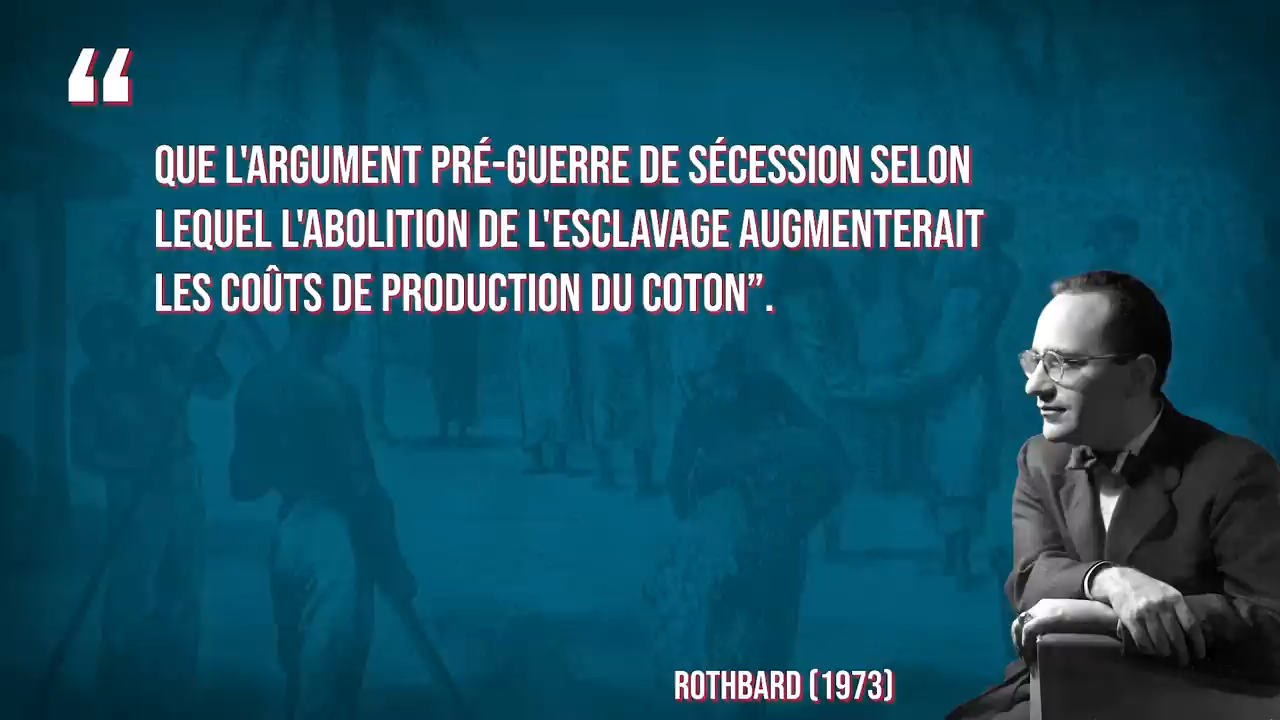 “
QUE L'ARGUMENT PRÉ-GUERRE DE SÉCESSION SELON
LEQUEL L'ABOLITION DE L'ESCLAVAGE AUGMENTERAIT
LES COÛTS DE PRODUCTION DU COTON”.
ROTHBARD (1973)